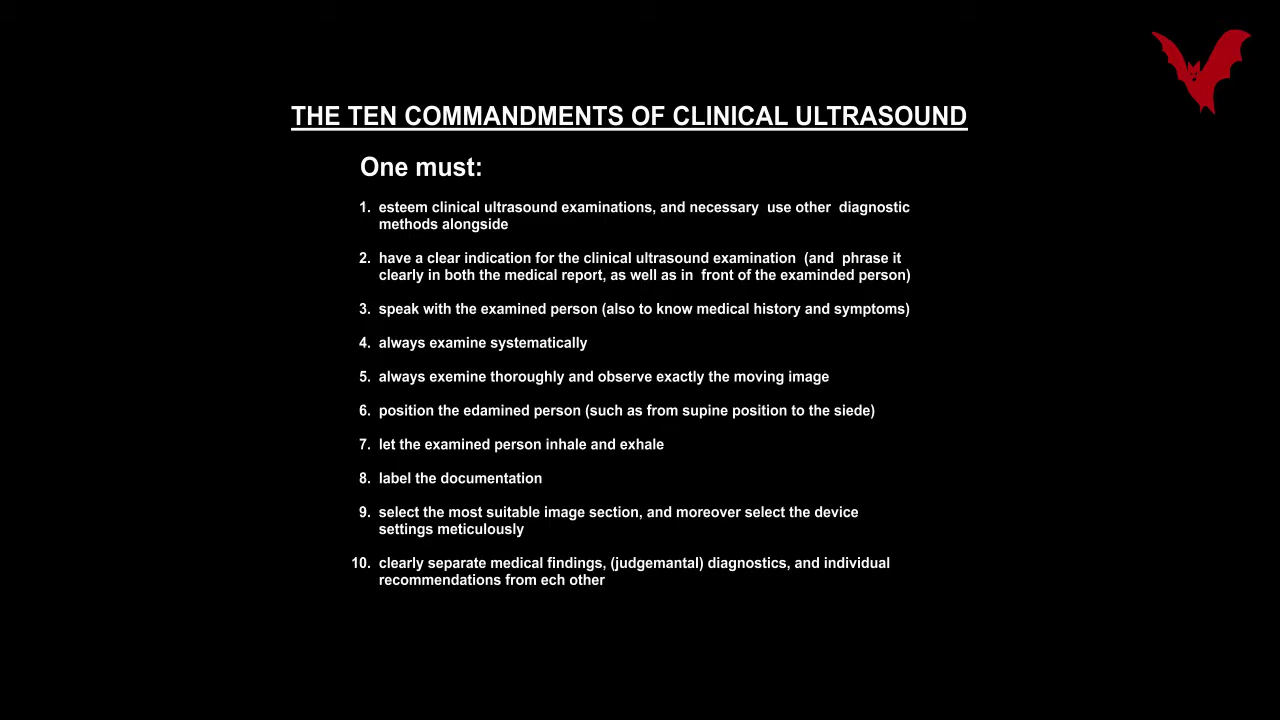 THE TEN COMMANDMENTS OF CLINICAL ULTRASOUND
One must:
1. esteem clinical ultrasound examinations, and necessary use other diagnostic
methods alongside
2. have a clear indication for the clinical ultrasound examination (and phrase it
clearly in both the medical report, as well as in front of the examinded person)
3. speak with the examined person (also to know medical history and symptoms)
4. always examine systematically
5. always exemine thoroughly and observe exactly the moving image
6. position the edamined person (such as from supine position to the siede)
7. let the examined person inhale and exhale
8. label the documentation
9. select the most suitable image section, and moreover select the device
settings meticulously
10. clearly separate medical findings, (judgemantal) diagnostics, and individual
recommendations from ech other